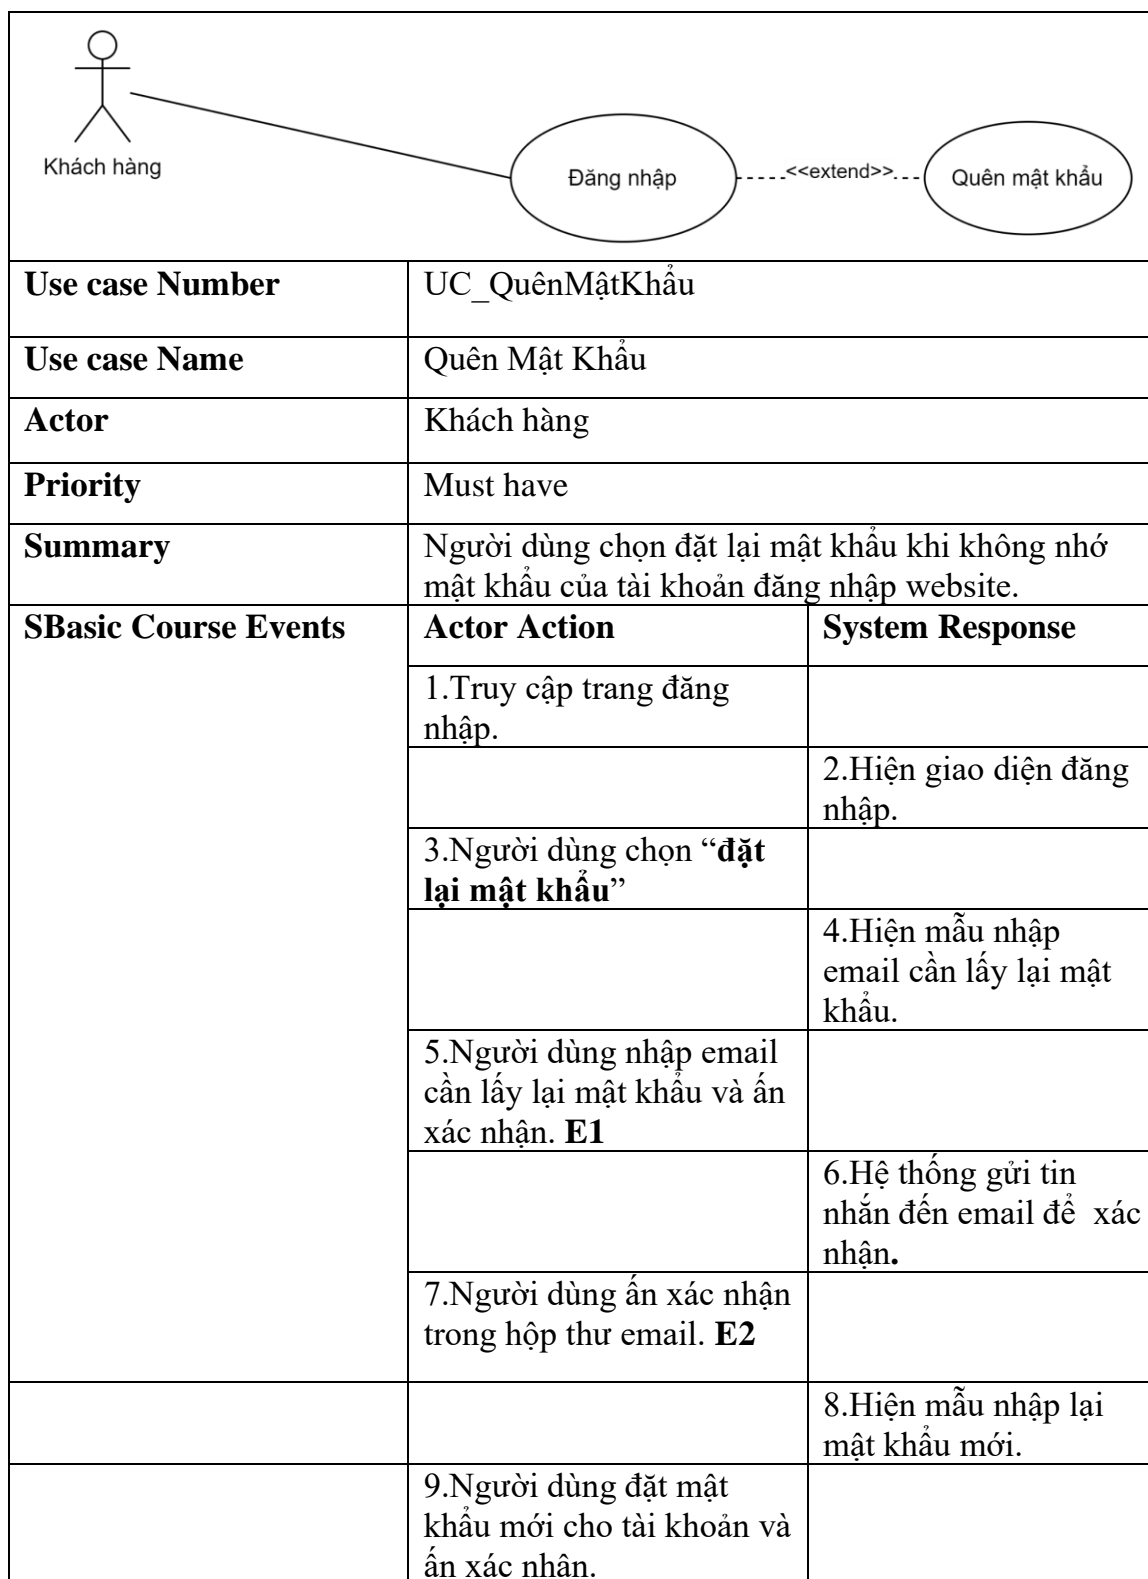 Khách hàng
Đăng nhập
<<extend>>
Quên mật khẩu
Use case Number
UC_QuênMậtKhẩu
Use case Name
Quên Mật Khẩu
Actor
Khách hàng
Priority
Must have
Summary
Người dùng chọn đặt lại mật khẩu khi không nhớ
mật khẩu của tài khoản đăng nhập website.
SBasic Course Events
Actor Action
System Response
1.Truy cập trang đăng
nhập.
2.Hiện giao diện đăng
nhập.
3.Người dùng chọn “đặt
lại mật khẩu”
4.Hiện mẫu nhập
email cần lấy lại mật
khẩu.
5.Người dùng nhập email
cần lấy lại mật khẩu và ấn
xác nhận. E1
6.Hệ thống gửi tin
nhắn đến email để  xác
nhận.
7.Người dùng ấn xác nhận
trong hộp thư email. E2
8.Hiện mẫu nhập lại
mật khẩu mới.
9.Người dùng đặt mật
khẩu mới cho tài khoản và
ấn xác nhận.